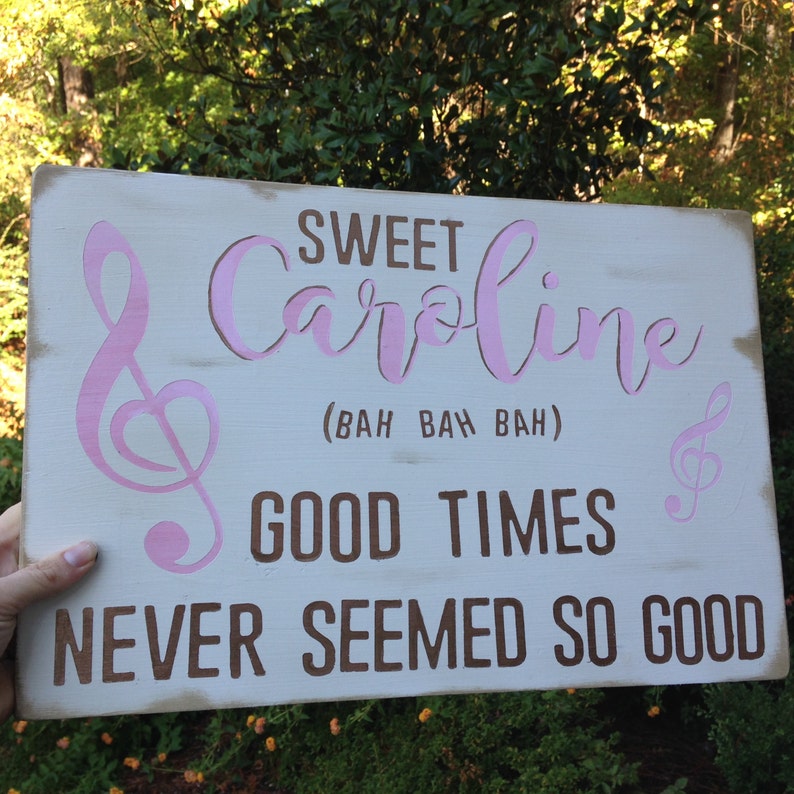 SWEET
Caroline
(BAH BAH BAH)
GOOD TIMES
NEVER SEEMED SO GOOD